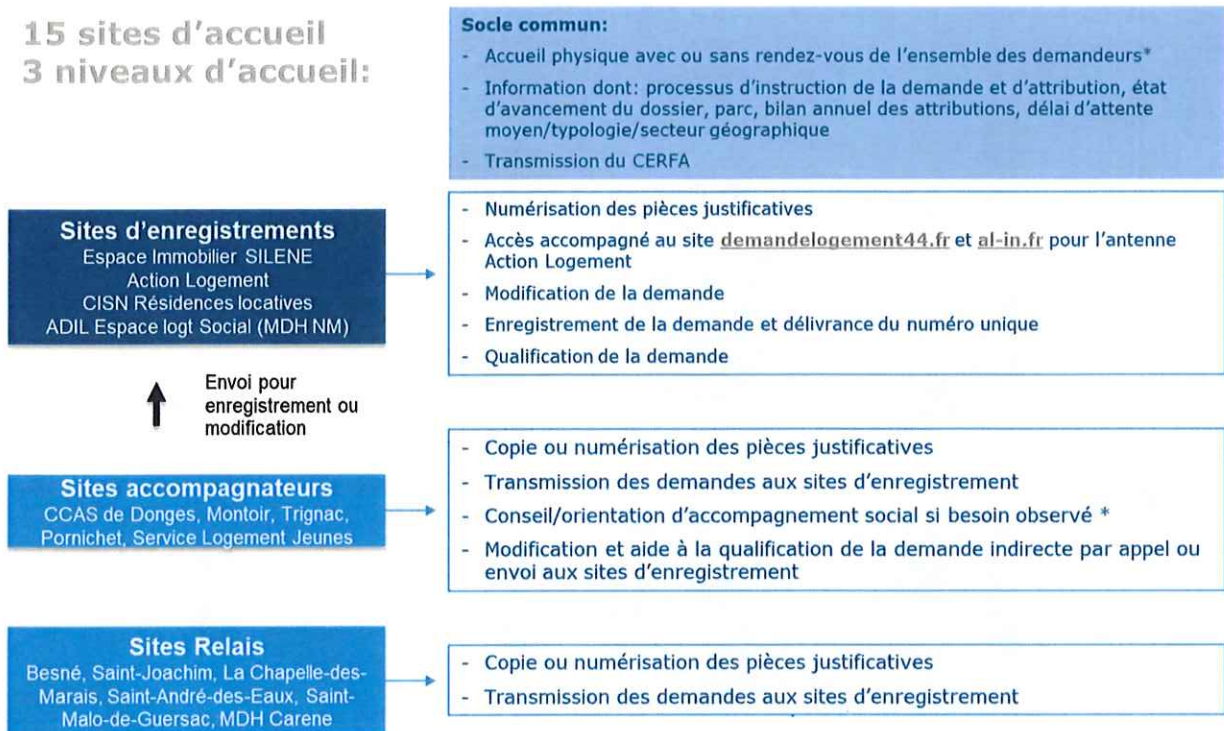 15 sites d'accueil
3 niveaux d'accueil:
Socle commun:
- Accueil physique avec ou sans rendez-vous de l'ensemble des demandeurs*
- Information dont: processus d'instruction de la demande et d'attribution, état
d'avancement du dossier, parc, bilan annuel des attributions, délai d'attente
moyen/typologie/secteur géographique
- Transmission du CERFA
Sites d'enregistrements
Espace Immobilier SILENE
Action Logement
CISN Résidences locatives
ADIL Espace logt Social (MDH NM)
- Numérisation des pièces justificatives
- Accès accompagné au site demandelogement44.fr et al-in.fr pour l'antenne
Action Logement
- Modification de la demande
- Enregistrement de la demande et délivrance du numéro unique
- Qualification de la demande
Envoi pour
enregistrement ou
modification
Sites accompagnateurs
CCAS de Donges, Montoir, Trignac,
Pornichet, Service Logement Jeunes
- Copie ou numérisation des pièces justificatives
- Transmission des demandes aux sites d'enregistrement
- Conseil/orientation d'accompagnement social si besoin observé *
- Modification et aide à la qualification de la demande indirecte par appel ou
envoi aux sites d'enregistrement
Sites Relais
Besné, Saint-Joachim, La Chapelle-des-
Marais, Saint-André-des-Eaux, Saint-
Malo-de-Guersac, MDH Carene
- Copie ou numérisation des pièces justificatives
- Transmission des demandes aux sites d'enregistrement